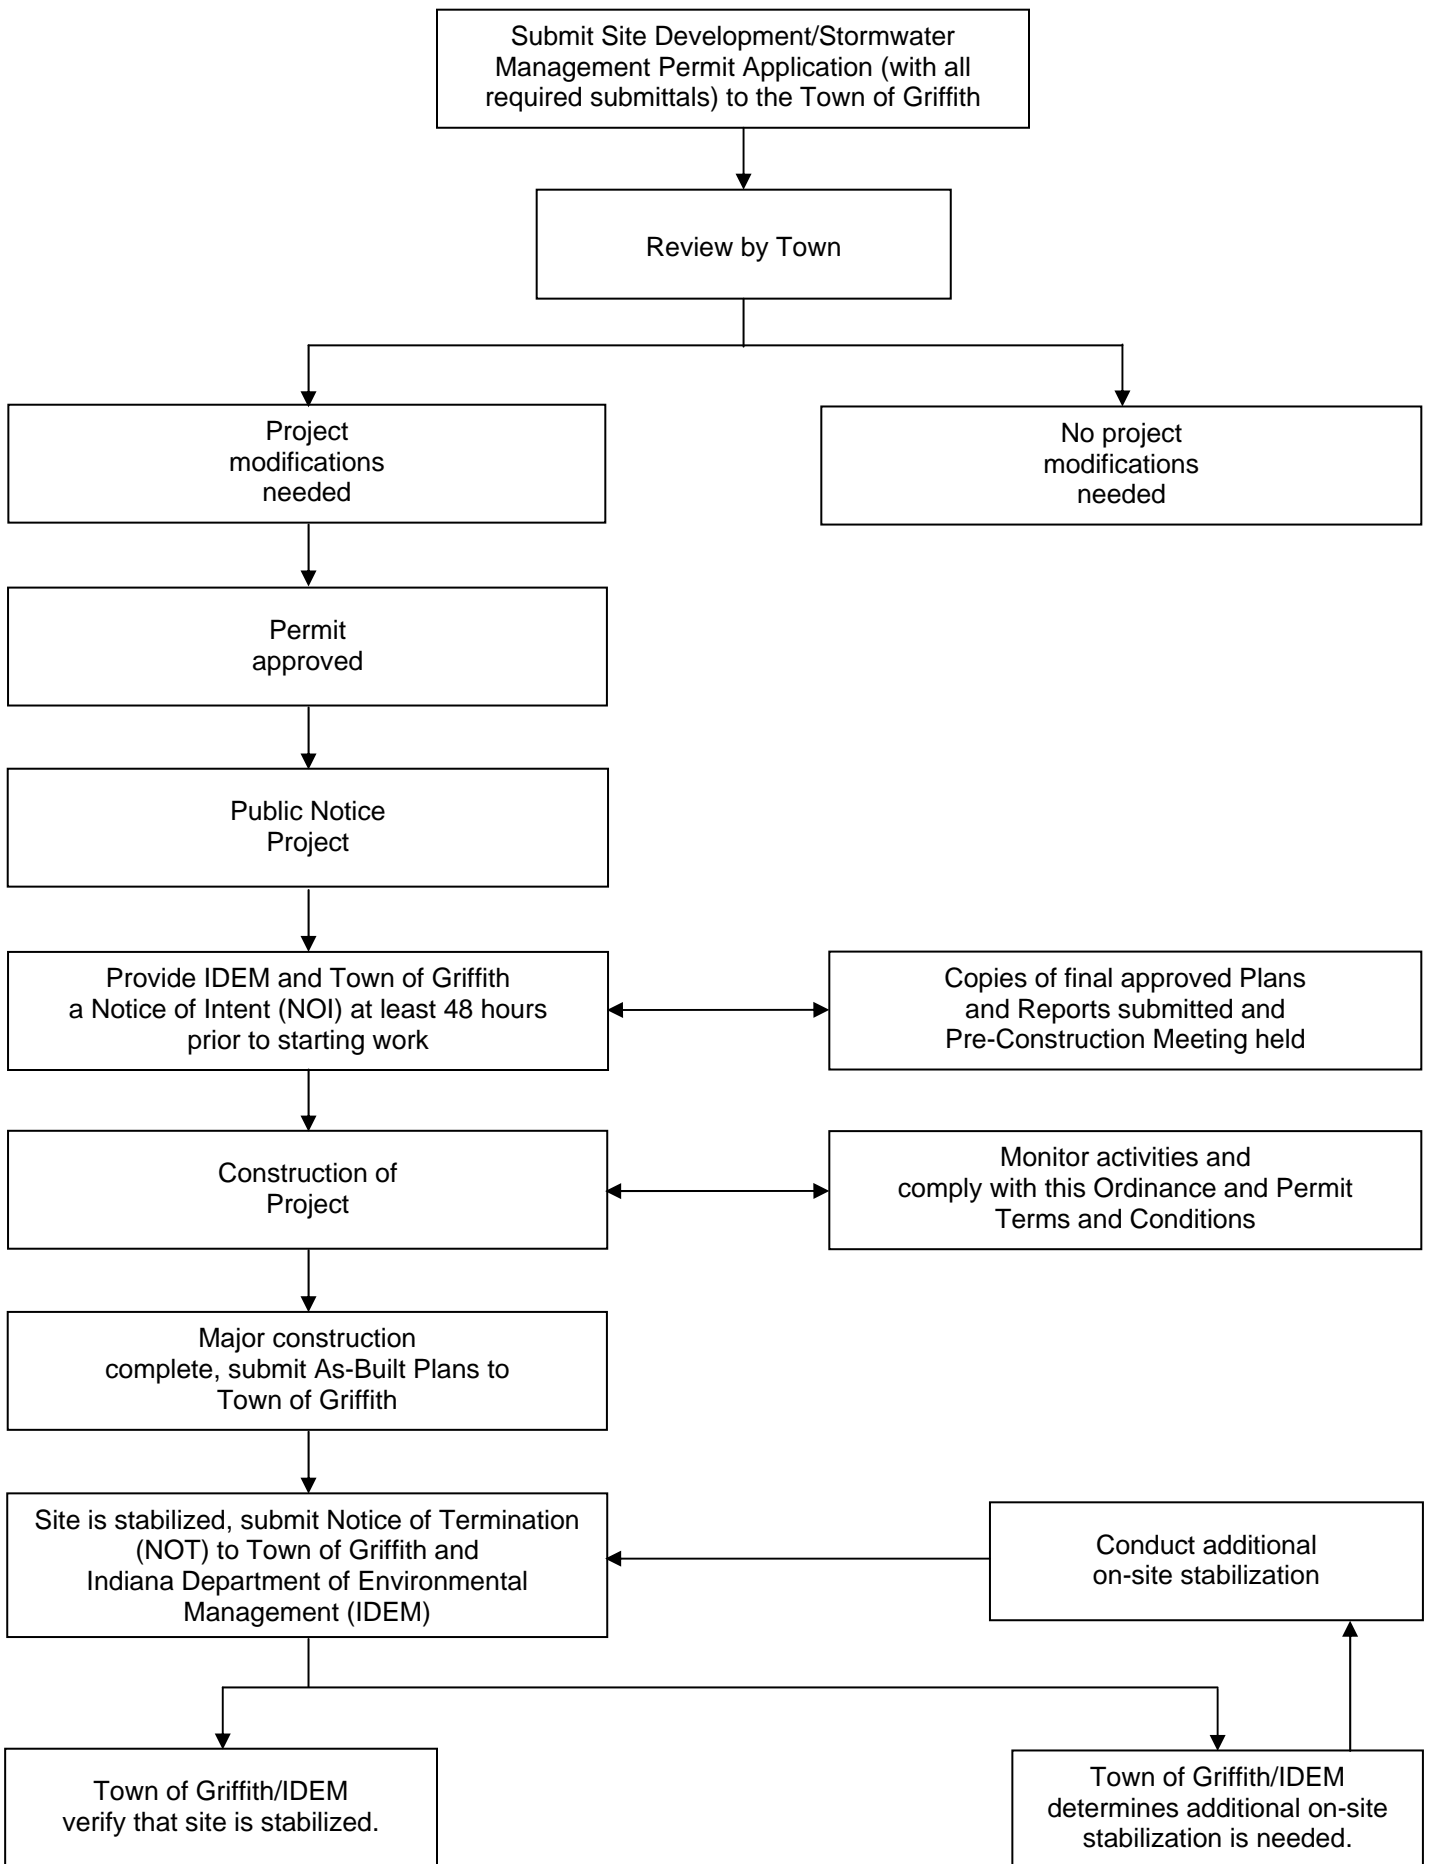 Submit Site Development/Stormwater
Management Permit Application (with all
required submittals) to the Town of Griffith
Review by Town
Project
modifications
needed
No project
modifications
needed
Permit
approved
Public Notice
Project
Provide IDEM and Town of Griffith
a Notice of Intent (NOI) at least 48 hours
prior to starting work
Copies of final approved Plans
and Reports submitted and
Pre-Construction Meeting held
Construction of
Project
Monitor activities and
comply with this Ordinance and Permit
Terms and Conditions
Major construction
complete, submit As-Built Plans to
Town of Griffith
Site is stabilized, submit Notice of Termination
(NOT) to Town of Griffith and
Indiana Department of Environmental
Management (IDEM)
Conduct additional
on-site stabilization
Town of Griffith/IDEM
verify that site is stabilized.
Town of Griffith/IDEM
determines additional on-site
stabilization is needed.